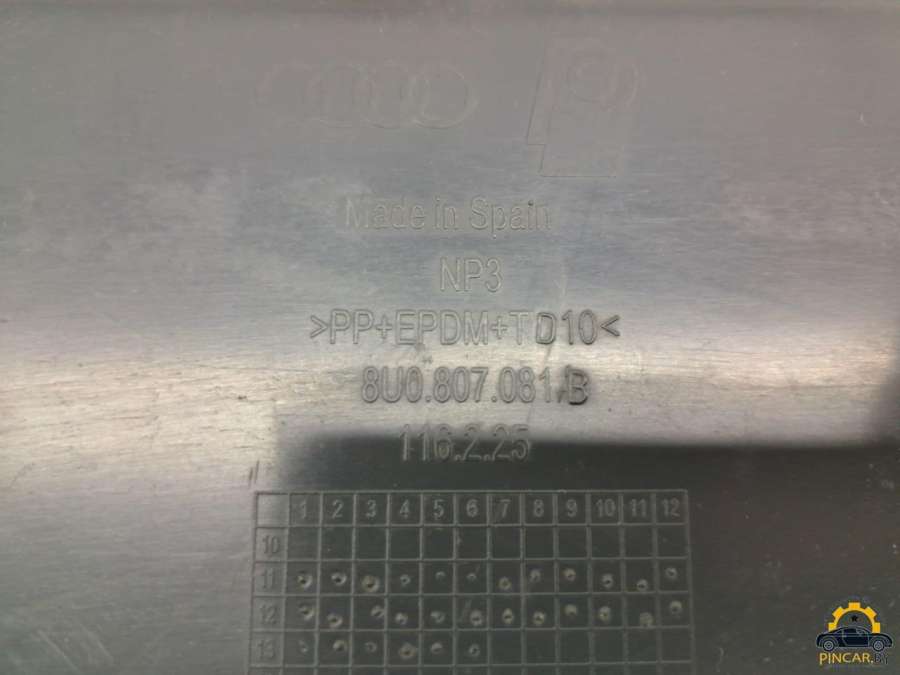 Made in Spain
NP3
>PP+EPDM+TD10<
8U0.807.081/B
116.2.25
1 2 3 4 5 6 7 8 9 10 11 12
10
11
12
13
PINCAR.BY